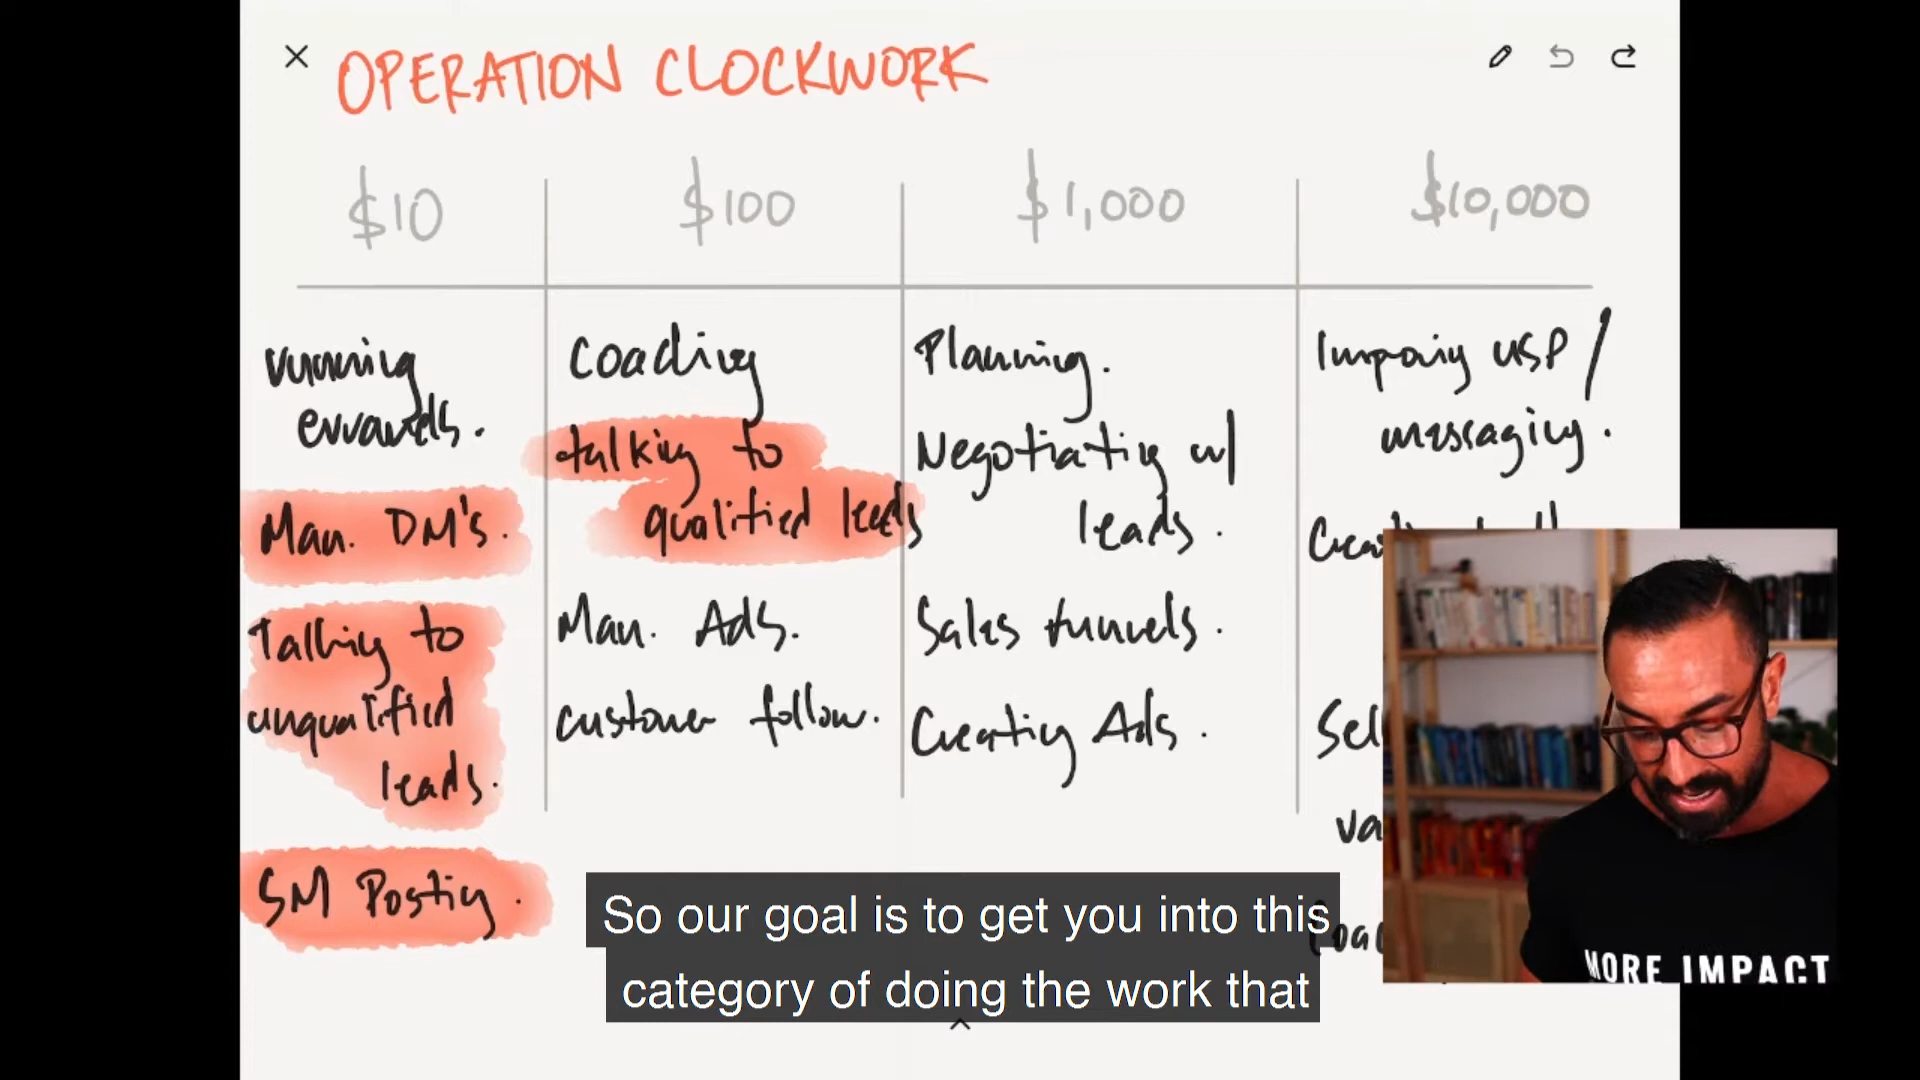 OPERATION CLOCKWORK
$10
$100
$1,000
$10,000
running
errands.
Man. DM's.
Talking to
unqualified
leads.
SM Posting.
Coaching
talking to
qualified leads
Man. Ads.
customer follow.
Planning.
Negotiating w/
leads.
Sales funnels.
Creating Ads.
USP /
messaging.
So our goal is to get you into this
category of doing the work that
MORE IMPACT